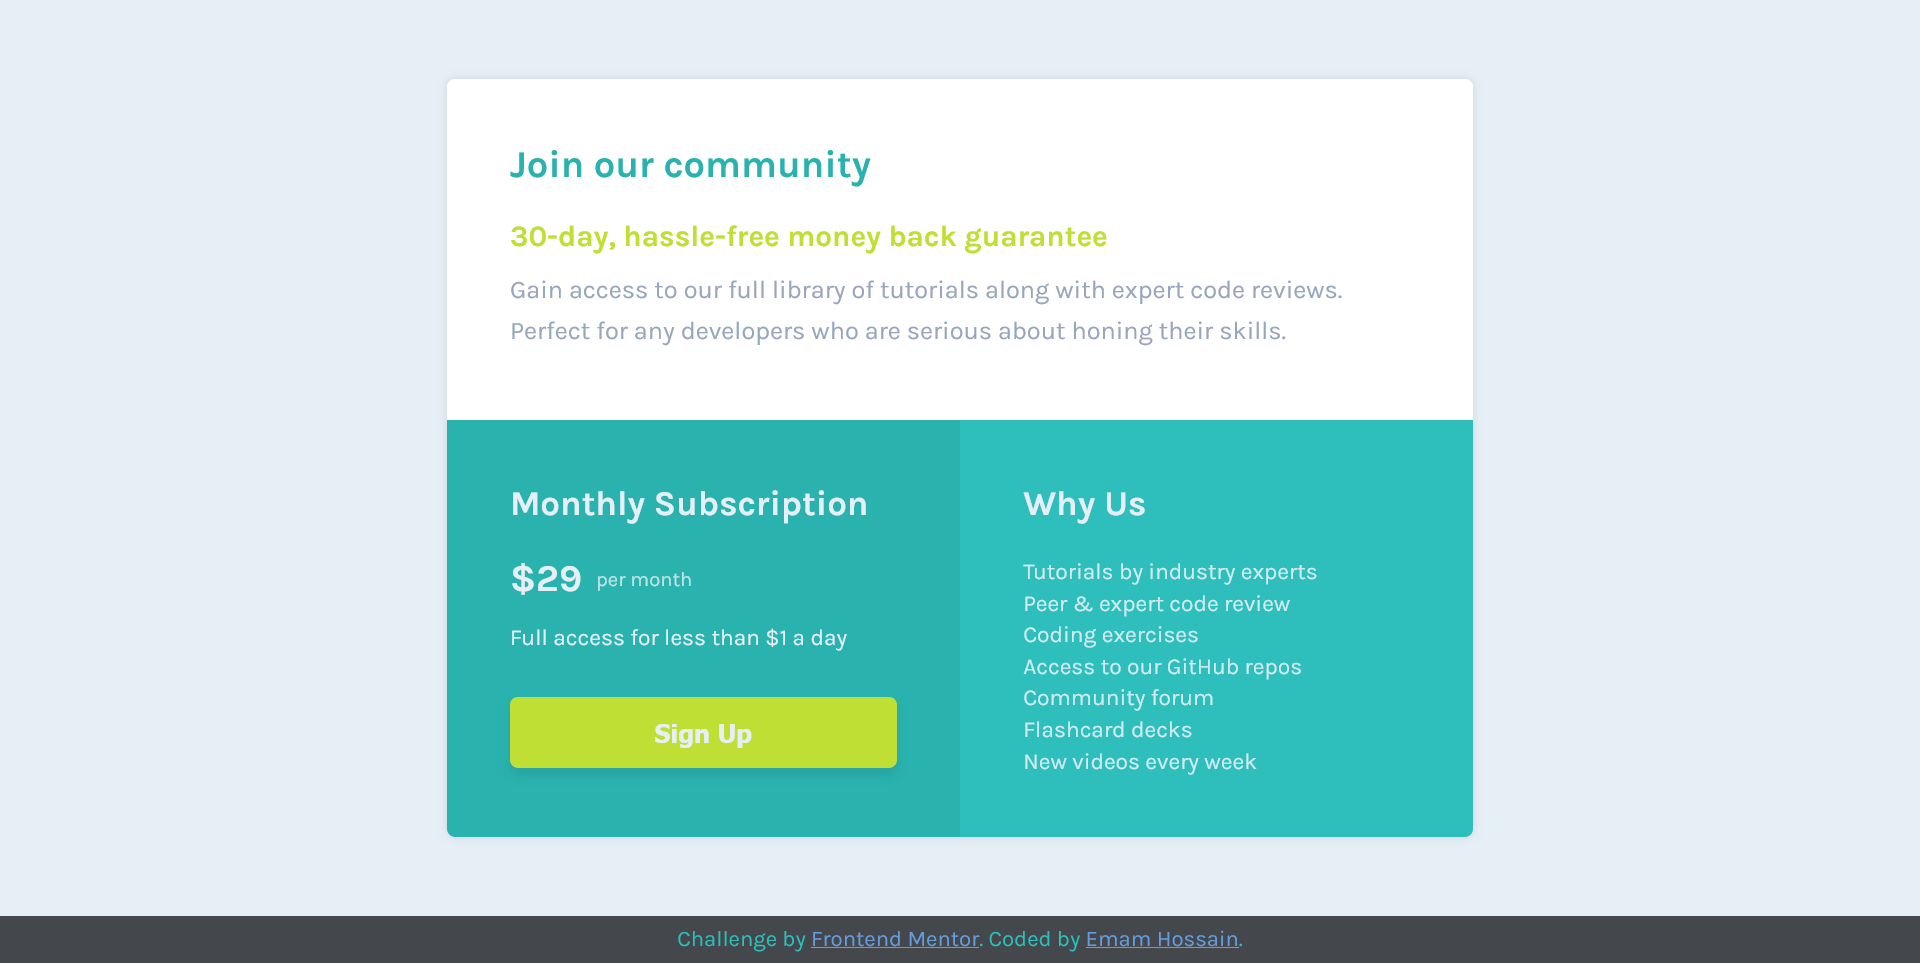 Join our community
30-day, hassle-free money back guarantee
Gain access to our full library of tutorials along with expert code reviews.
Perfect for any developers who are serious about honing their skills.
Monthly Subscription
$29 per month
Full access for less than $1 a day
Sign Up
Why Us
Tutorials by industry experts
Peer & expert code review
Coding exercises
Access to our GitHub repos
Community forum
Flashcard decks
New videos every week
Challenge by Frontend Mentor. Coded by Emam Hossain.